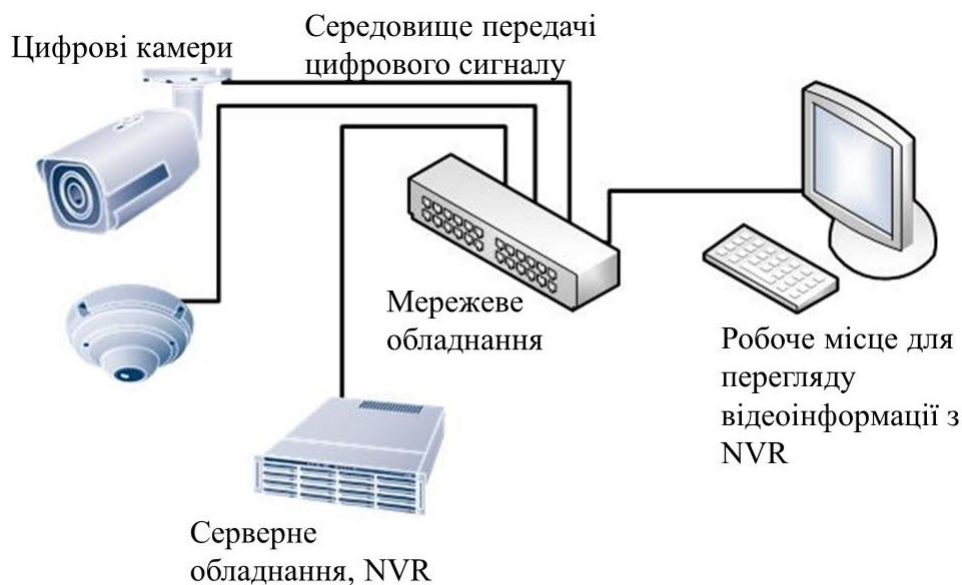 Цифрові камери
Середовище передачі
цифрового сигналу
Мережеве
обладнання
Робоче місце для
перегляду
відеоінформації з
NVR
Серверне
обладнання, NVR